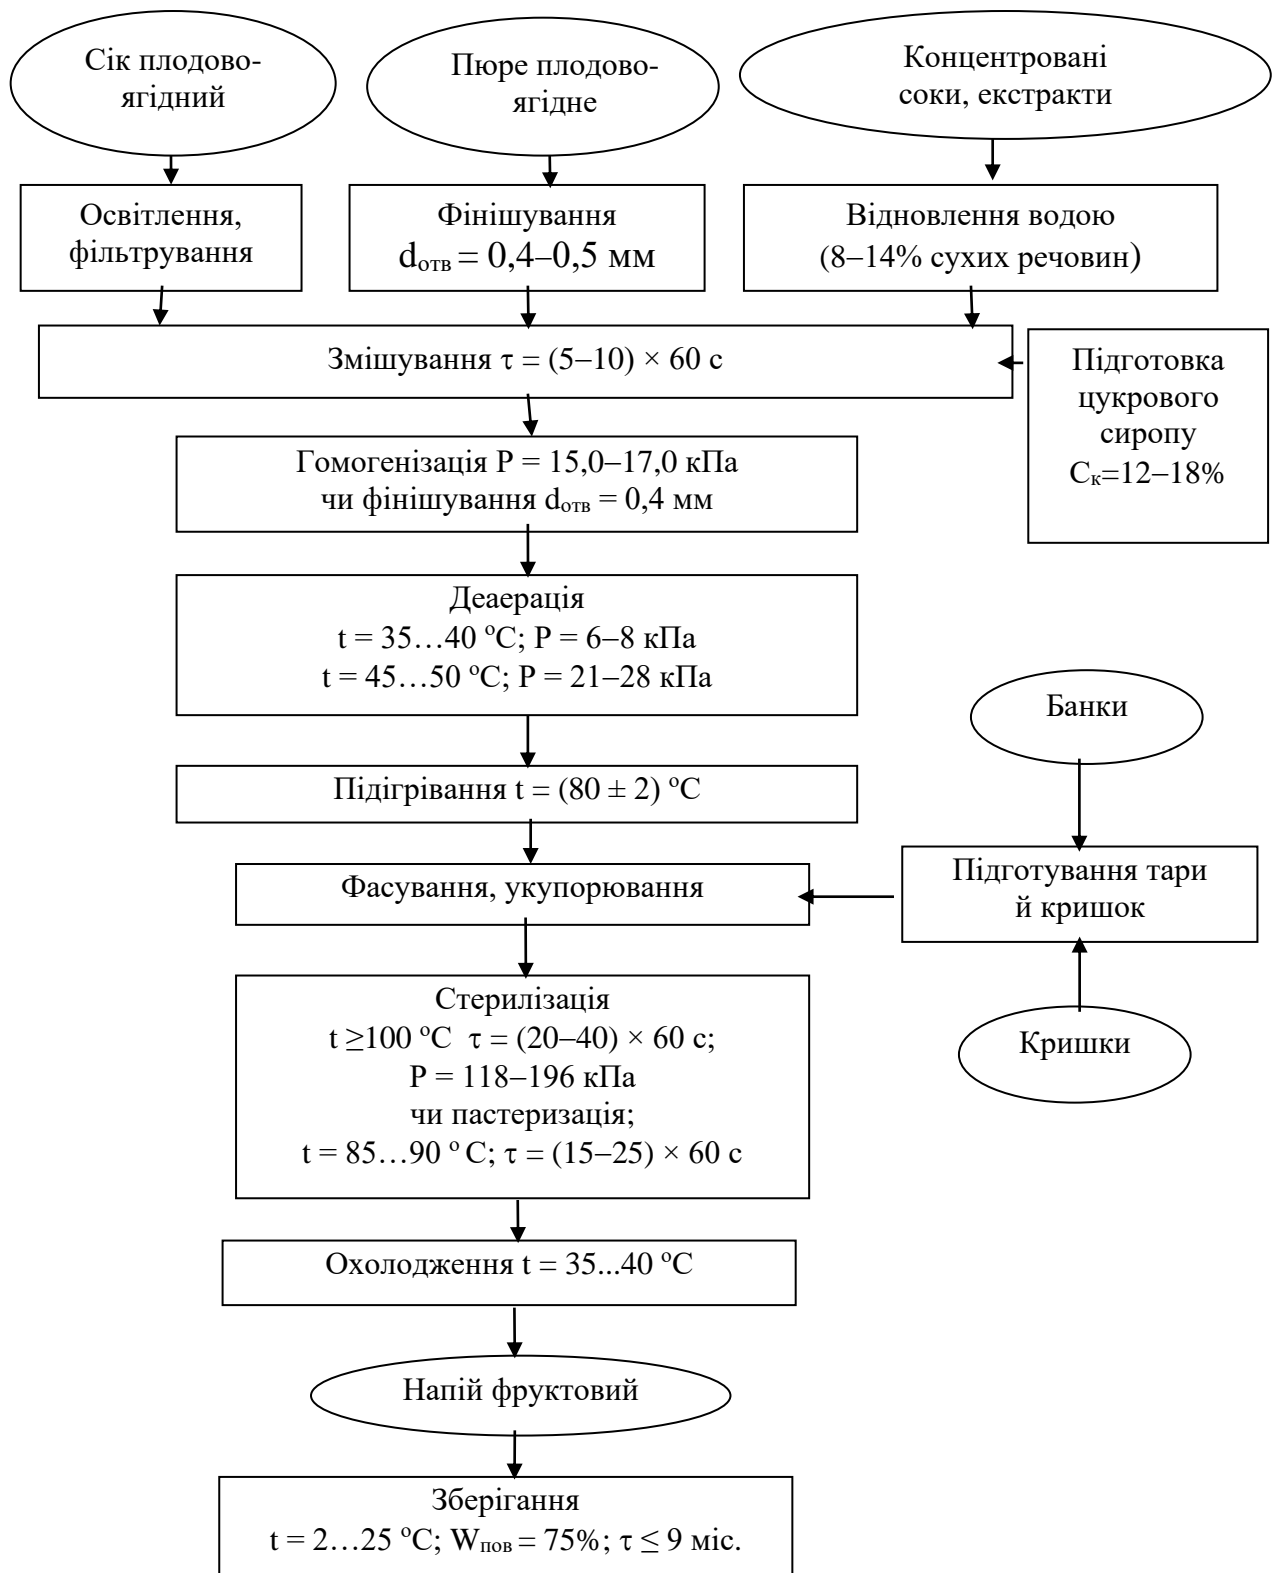 Сік плодово-
ягідний
Пюре плодово-
ягідне
Концентровані
соки, екстракти
Освітлення,
фільтрування
Фінішування
dотв = 0,4–0,5 мм
Відновлення водою
(8–14% сухих речовин)
Змішування τ = (5–10) × 60 с
Підготовка
цукрового
сиропу
Ск=12–18%
Гомогенізація Р = 15,0–17,0 кПа
чи фінішування dотв = 0,4 мм
Деаерація
t = 35…40 ºС; Р = 6–8 кПа
t = 45…50 ºС; Р = 21–28 кПа
Банки
Підігрівання t = (80 ± 2) ºС
Фасування, укупорювання
Підготування тари
й кришок
Стерилізація
t ≥100 ºС τ = (20–40) × 60 с;
Р = 118–196 кПа
чи пастеризація;
t = 85…90 º С; τ = (15–25) × 60 с
Кришки
Охолодження t = 35...40 ºС
Напій фруктовий
Зберігання
t = 2…25 ºС; Wпов = 75%; τ ≤ 9 міс.